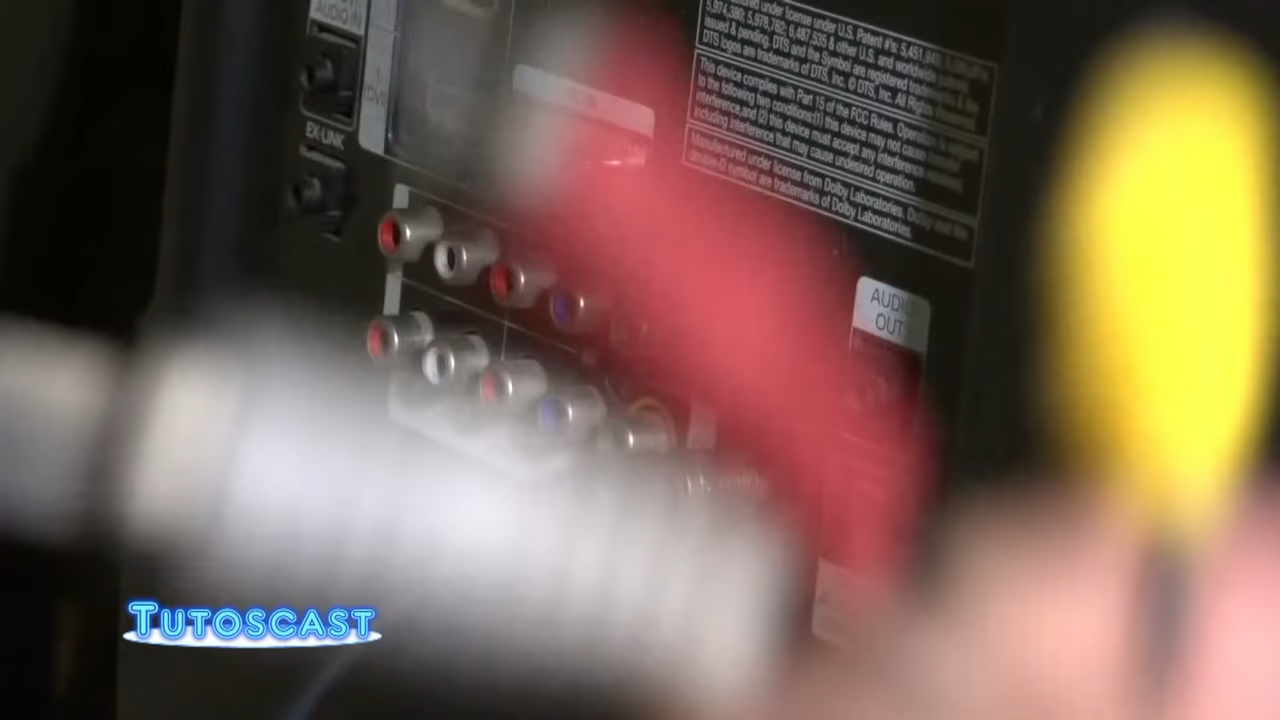 AUDIO IN
EX-LINK
under license under U.S. Patent #'s: 5,451,942;
5,974,380; 5,978,762; 6,487,535 & other U.S. and worldwide
issued & pending. DTS and the Symbol are registered trademarks & the
DTS logos are trademarks of DTS, Inc. © DTS, Inc. All Rights
This device complies with Part 15 of the FCC Rules. Operation is
to the following two conditions:(1) this device may not cause
interference,and (2) this device must accept any interference
including interference that may cause undesired operation.
Manufactured under license from Dolby Laboratories. Dolby and the
double-D symbol are trademarks of Dolby Laboratories.
AUDIO
OUT
TUTOSCAST